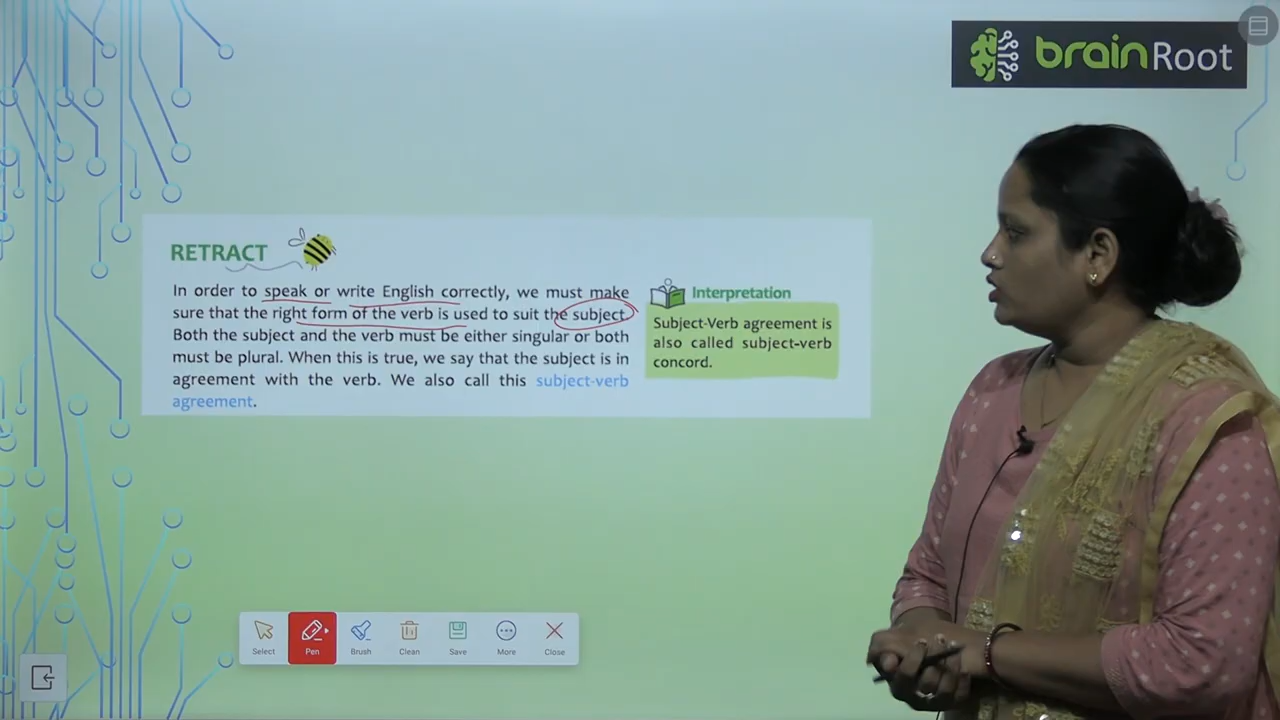 brainRoot
RETRACT
In order to speak or write English correctly, we must make
sure that the right form of the verb is used to suit the subject.
Both the subject and the verb must be either singular or both
must be plural. When this is true, we say that the subject is in
agreement with the verb. We also call this subject-verb
agreement.
Interpretation
Subject-Verb agreement is
also called subject-verb
concord.
Select Pen Brush Clean Save More Close